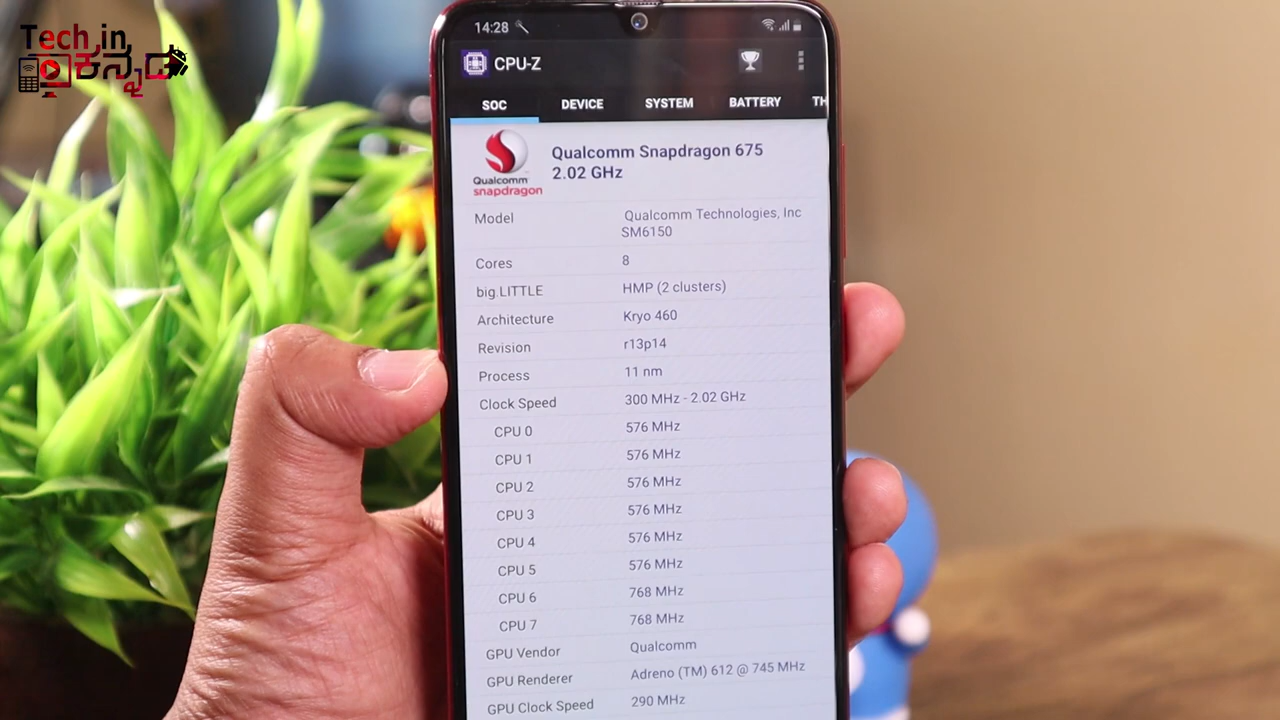 Tech in
ಕನ್ನಡ
14:28
CPU-Z
SOC DEVICE SYSTEM BATTERY TH
Qualcomm
snapdragon
Qualcomm Snapdragon 675
2.02 GHz
Model Qualcomm Technologies, Inc
SM6150
Cores 8
big.LITTLE HMP (2 clusters)
Architecture Kryo 460
Revision r13p14
Process 11 nm
Clock Speed 300 MHz - 2.02 GHz
CPU 0 576 MHz
CPU 1 576 MHz
CPU 2 576 MHz
CPU 3 576 MHz
CPU 4 576 MHz
CPU 5 576 MHz
CPU 6 768 MHz
CPU 7 768 MHz
GPU Vendor Qualcomm
GPU Renderer Adreno (TM) 612 @ 745 MHz
GPU Clock Speed 290 MHz